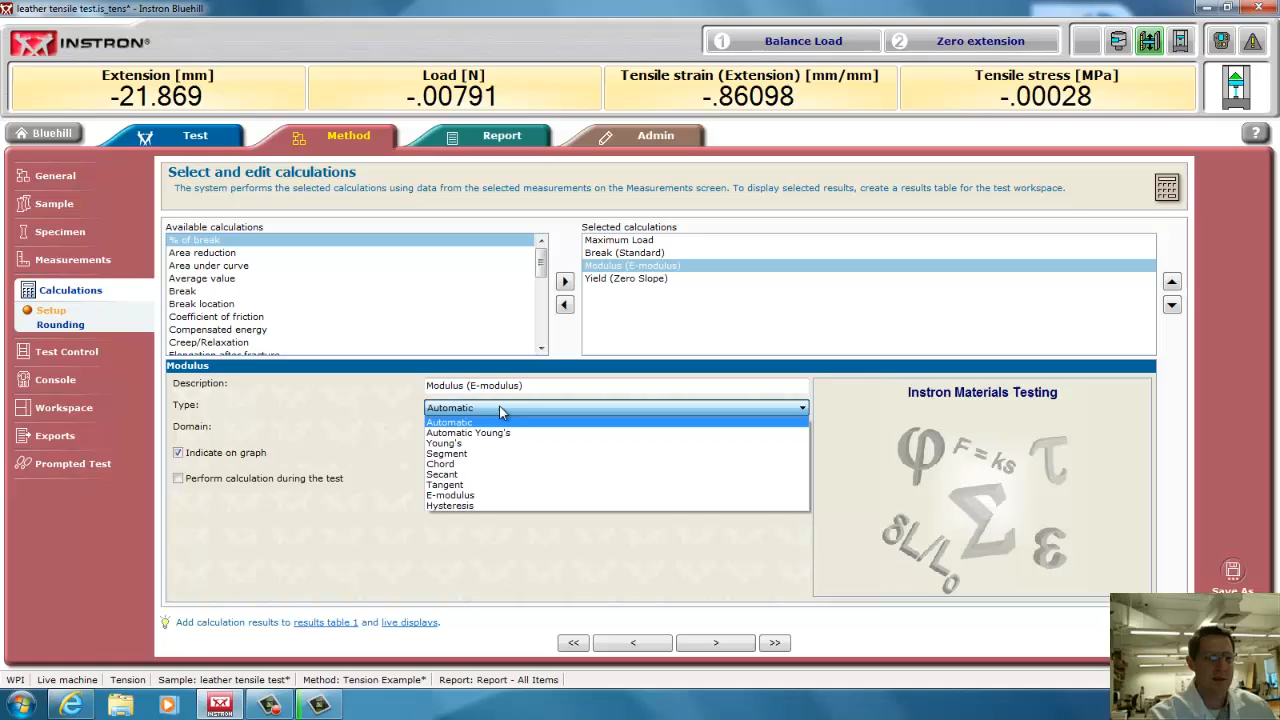 leather tensile test.is_tens* - Instron Bluehill
INSTRON®
1 Balance Load
2 Zero extension
Extension [mm]
-21.869
Load [N]
-.00791
Tensile strain (Extension) [mm/mm]
-.86098
Tensile stress [MPa]
-.00028
Bluehill
Test
Method
Report
Admin
?
General
Sample
Specimen
Measurements
Calculations
Setup
Rounding
Test Control
Console
Workspace
Exports
Prompted Test
Select and edit calculations
The system performs the selected calculations using data from the selected measurements on the Measurements screen. To display selected results, create a results table for the test workspace.
Available calculations
% of break
Area reduction
Area under curve
Average value
Break
Break location
Coefficient of friction
Compensated energy
Creep/Relaxation
Elongation after fracture
Selected calculations
Maximum Load
Break (Standard)
Modulus (E-modulus)
Yield (Zero Slope)
Modulus
Description:
Modulus (E-modulus)
Type:
Automatic
Domain:
Automatic
Automatic Young's
Young's
Segment
Chord
Secant
Tangent
E-modulus
Hysteresis
Indicate on graph
Perform calculation during the test
Instron Materials Testing
φ F = ks τ
Σ
δL/L₀ ε
Add calculation results to results table 1 and live displays.
<< < > >>
Save As
WPI Live machine Tension Sample: leather tensile test* Method: Tension Example* Report: Report - All Items
INSTRON